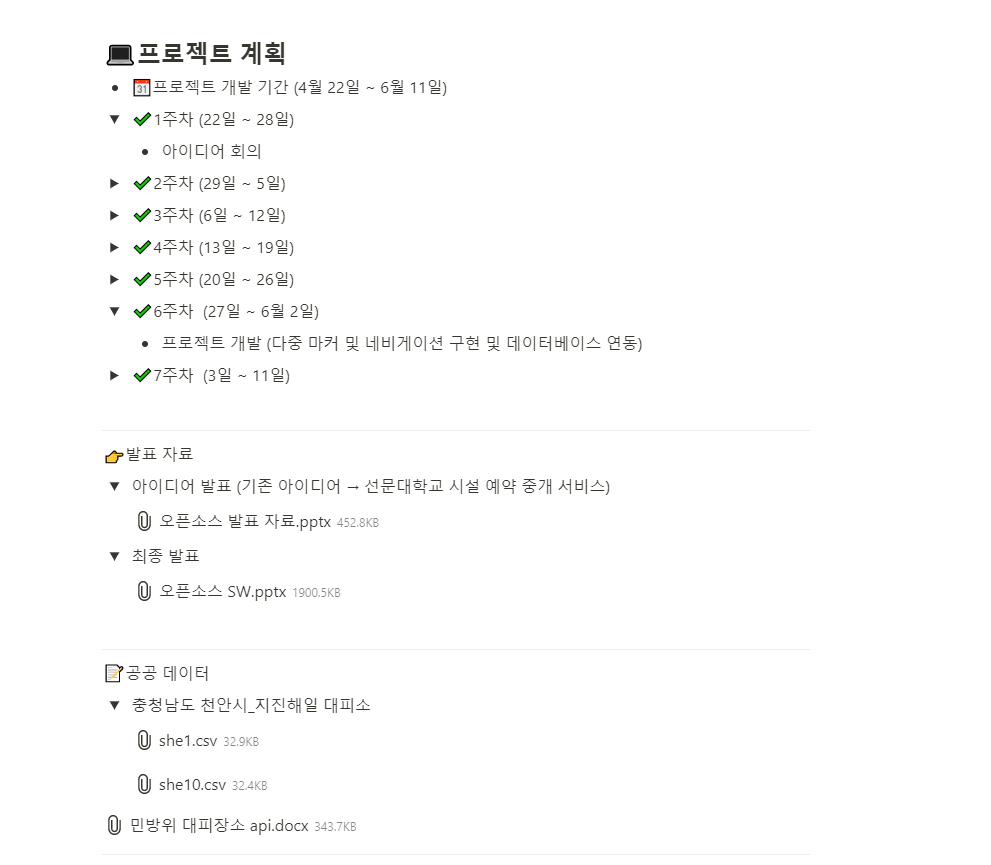 💻프로젝트 계획
• 📅프로젝트 개발 기간 (4월 22일 ~ 6월 11일)
▼ ✔1주차 (22일 ~ 28일)
• 아이디어 회의
▶ ✔2주차 (29일 ~ 5일)
▶ ✔3주차 (6일 ~ 12일)
▶ ✔4주차 (13일 ~ 19일)
▶ ✔5주차 (20일 ~ 26일)
▼ ✔6주차  (27일 ~ 6월 2일)
• 프로젝트 개발 (다중 마커 및 네비게이션 구현 및 데이터베이스 연동)
▶ ✔7주차  (3일 ~ 11일)
👉발표 자료
▼ 아이디어 발표 (기존 아이디어 → 선문대학교 시설 예약 중개 서비스)
오픈소스 발표 자료.pptx 452.8KB
▼ 최종 발표
오픈소스 SW.pptx 1900.5KB
📝공공 데이터
▼ 충청남도 천안시_지진해일 대피소
she1.csv 32.9KB
she10.csv 32.4KB
민방위 대피장소 api.docx 343.7KB